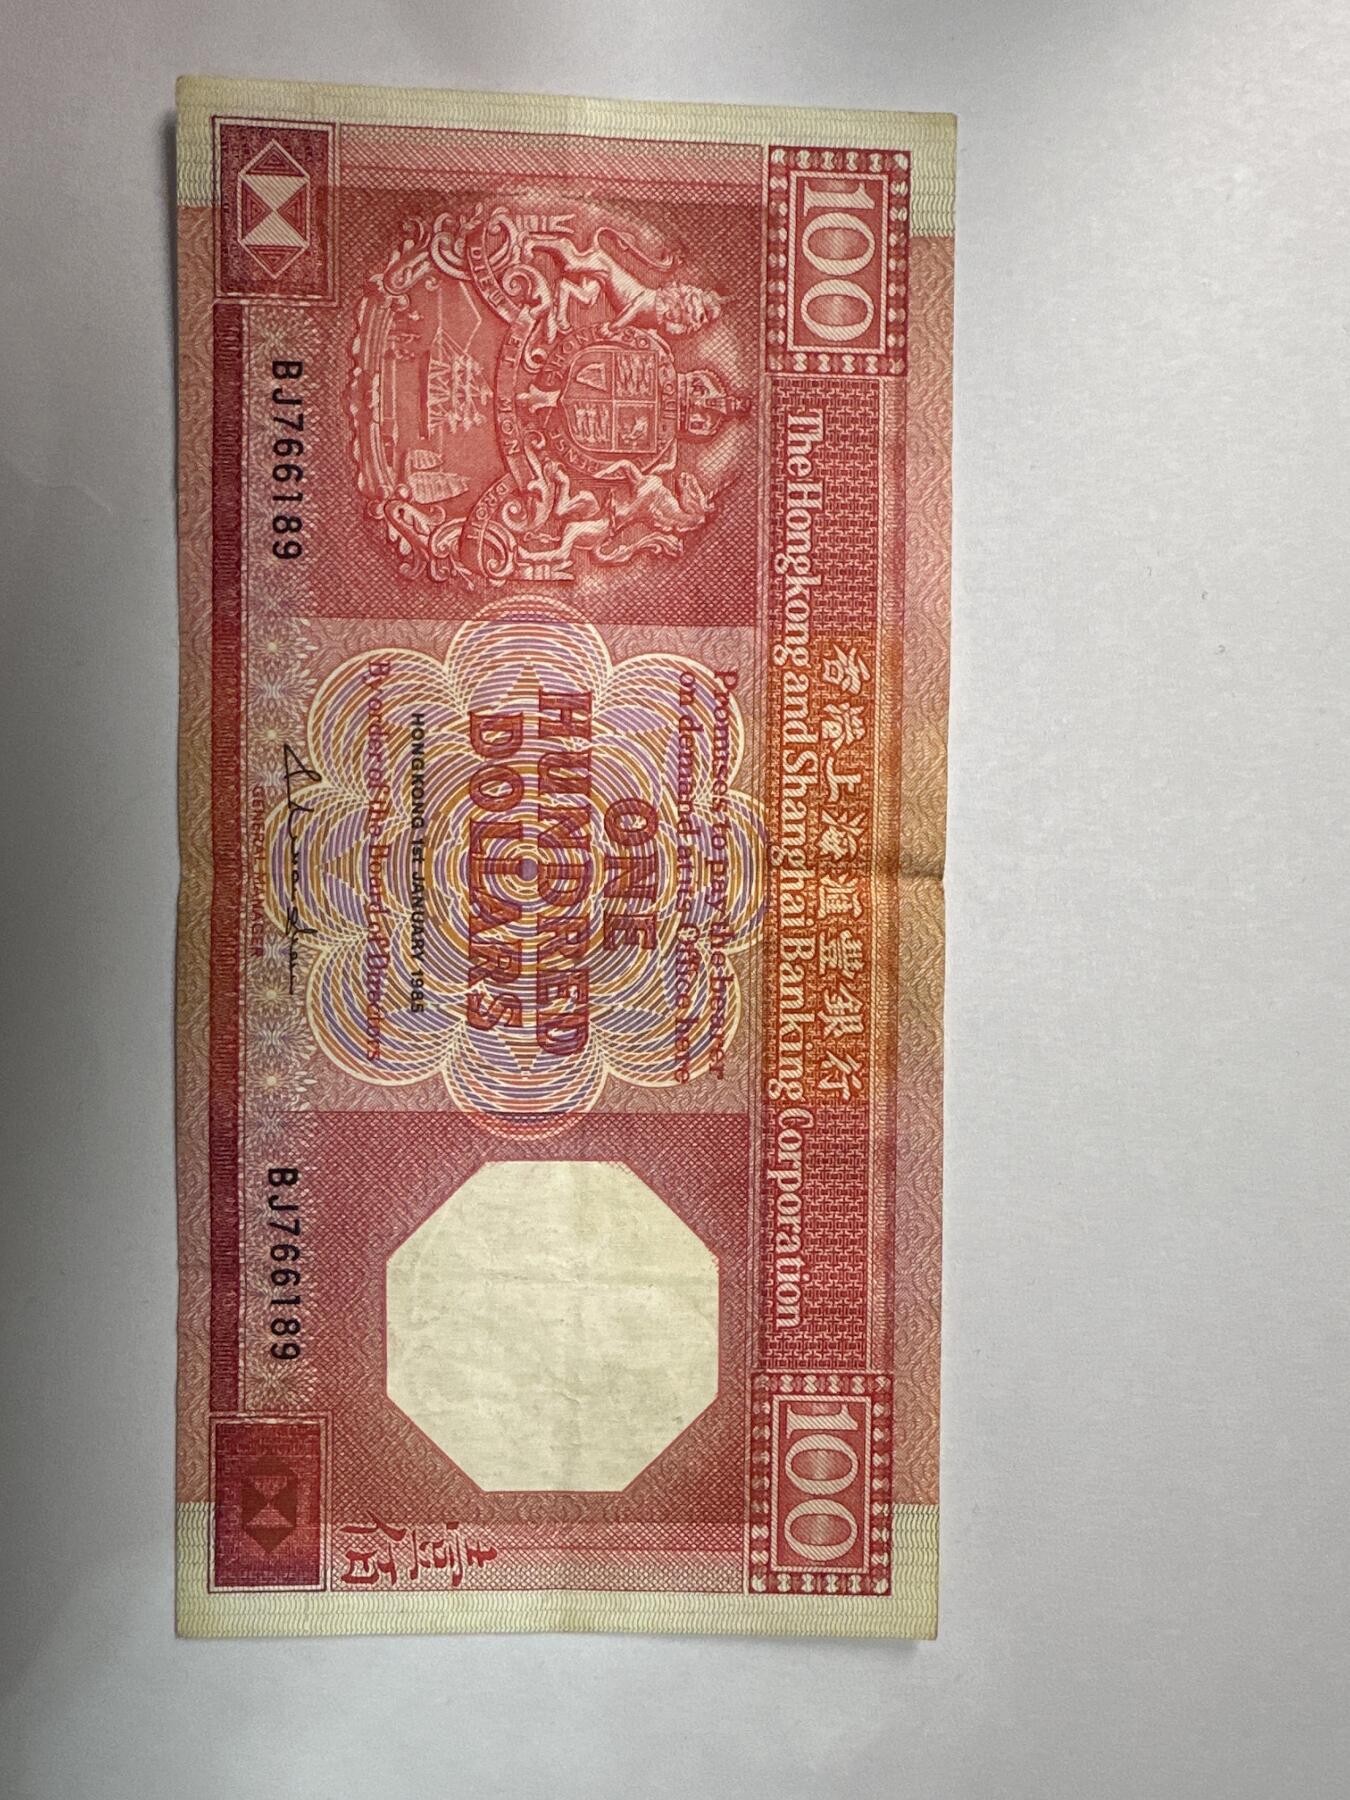 100
香港上海滙豐銀行
The Hongkong and Shanghai Banking Corporation
100
Promises to pay the bearer
on demand at its Office here
ONE
HUNDRED
DOLLARS
HONGKONG 1ST JANUARY 1985
By order of the Board of Directors
GENERAL MANAGER
DIEU ET MON DROIT
BJ766189
BJ766189